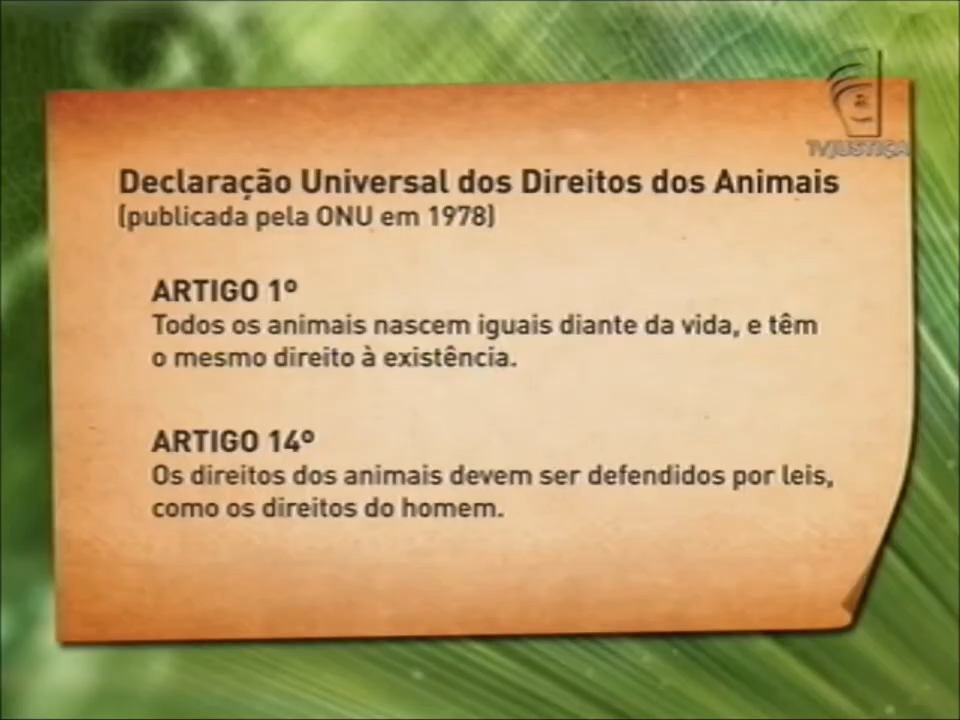 TV JUSTIÇA
Declaração Universal dos Direitos dos Animais
(publicada pela ONU em 1978)
ARTIGO 1º
Todos os animais nascem iguais diante da vida, e têm
o mesmo direito à existência.
ARTIGO 14º
Os direitos dos animais devem ser defendidos por leis,
como os direitos do homem.